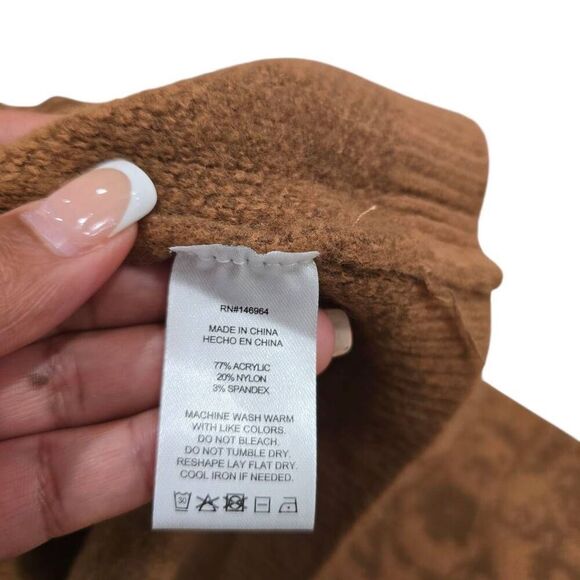 RN#146964
MADE IN CHINA
HECHO EN CHINA
77% ACRYLIC
20% NYLON
3% SPANDEX
MACHINE WASH WARM
WITH LIKE COLORS.
DO NOT BLEACH.
DO NOT TUMBLE DRY.
RESHAPE LAY FLAT DRY.
COOL IRON IF NEEDED.
30